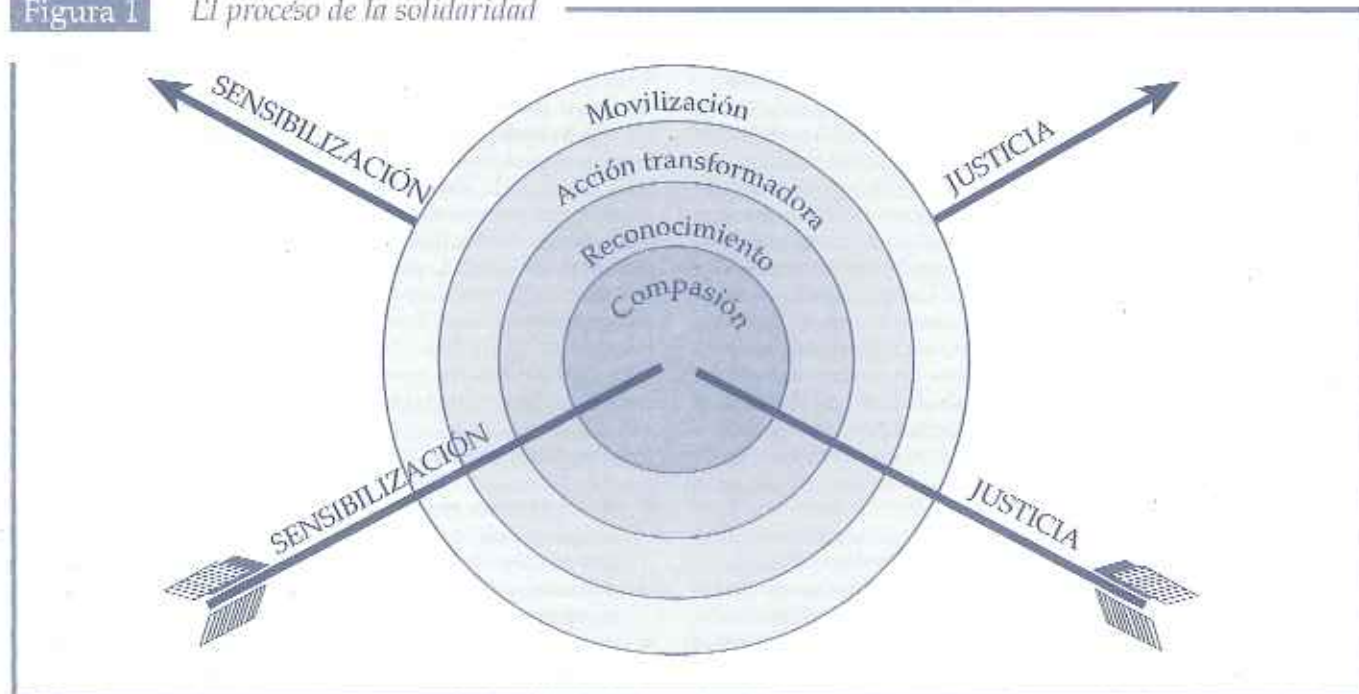 Figura 1
El proceso de la solidaridad
SENSIBILIZACIÓN
JUSTICIA
Movilización
Acción transformadora
Reconocimiento
Compasión
SENSIBILIZACIÓN
JUSTICIA